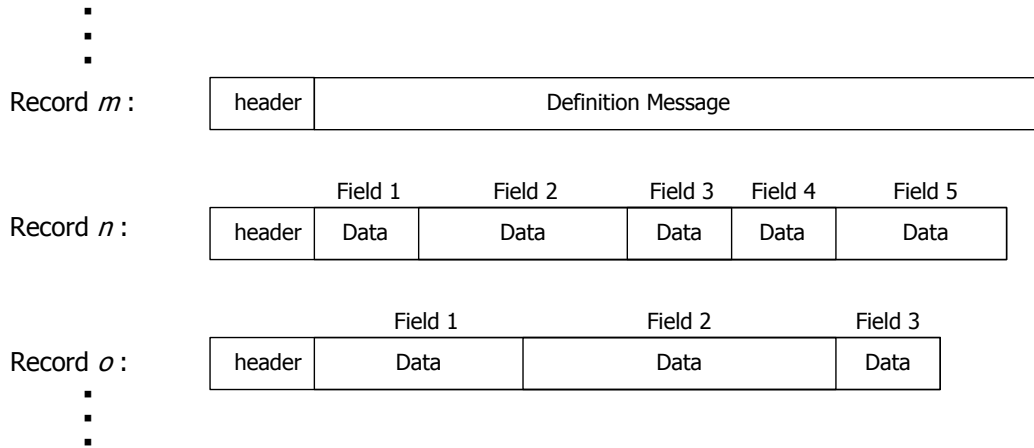 Record m :
header Definition Message
Field 1 Field 2 Field 3 Field 4 Field 5
Record n :
header Data Data Data Data Data
Field 1 Field 2 Field 3
Record o :
header Data Data Data